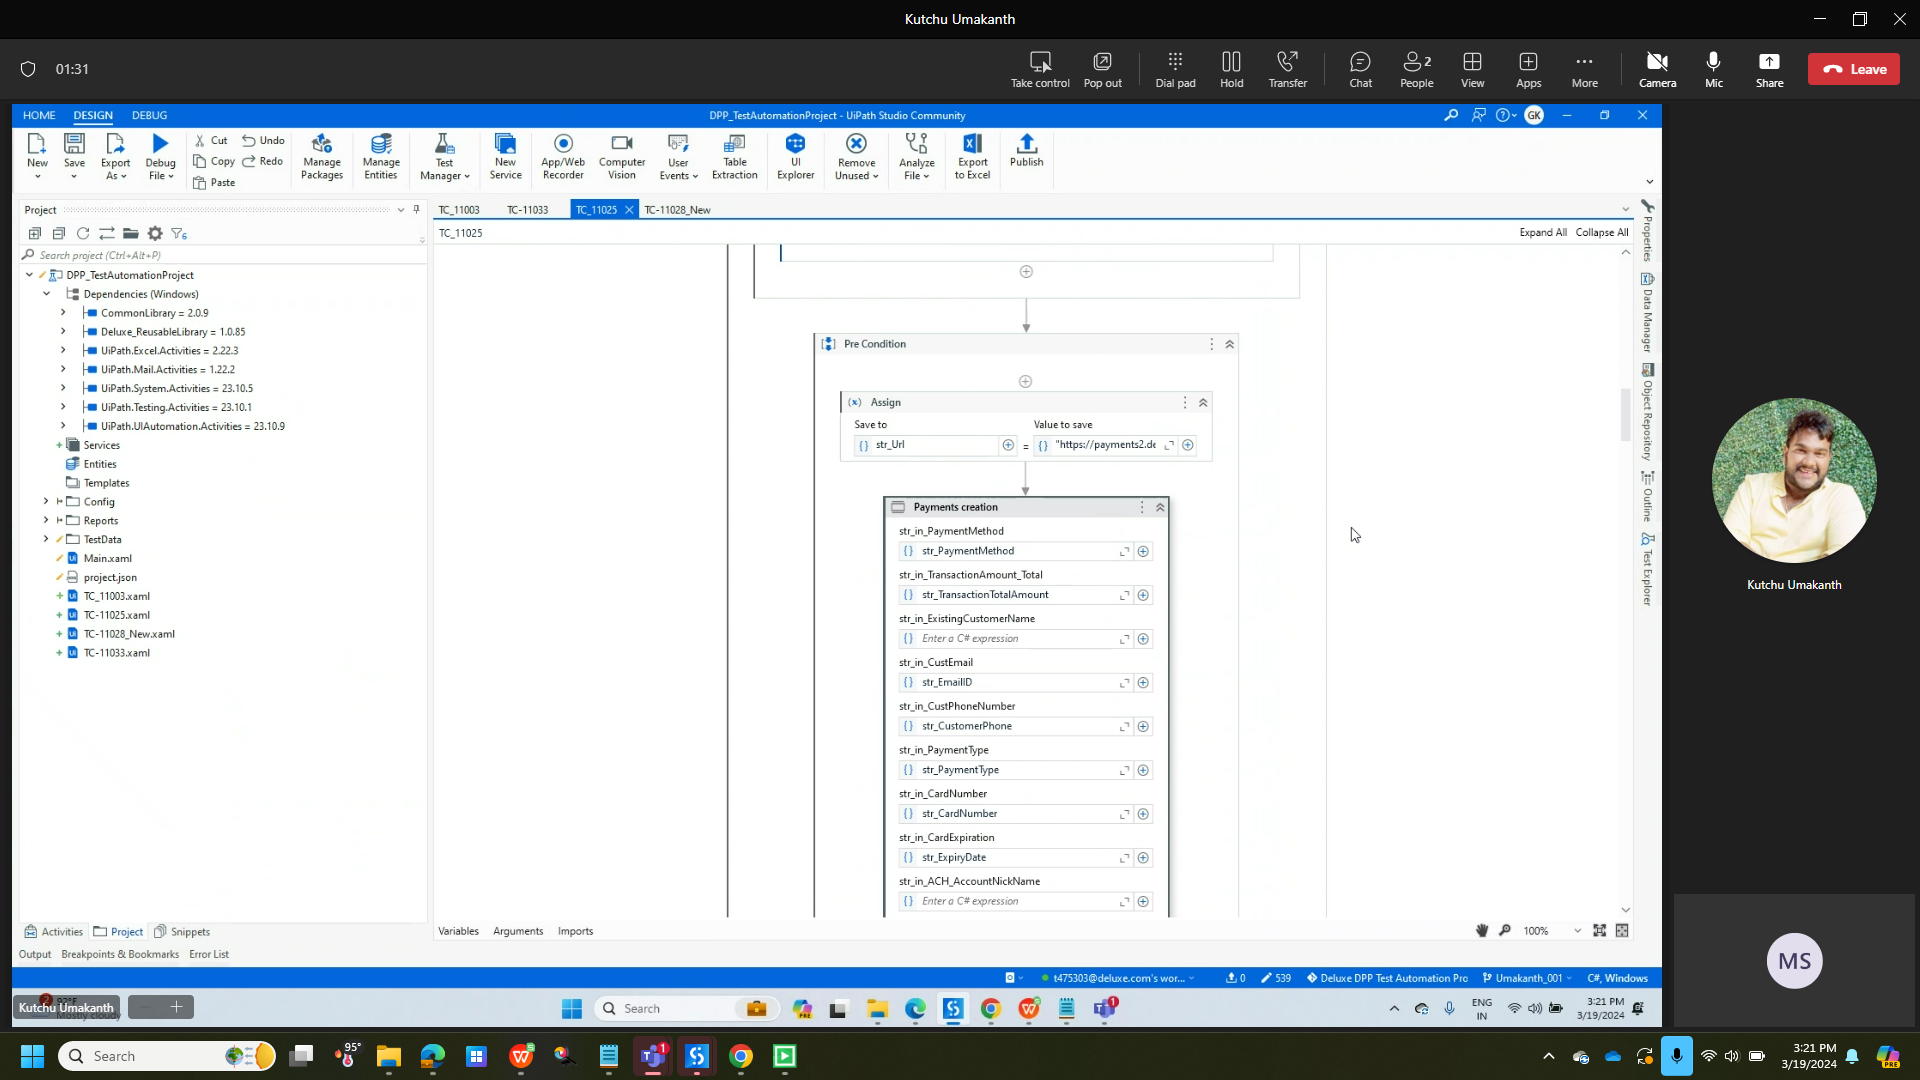 Kutchu Umakanth
01:31
Take control
Pop out
Dial pad
Hold
Transfer
Chat
2
People
View
Apps
More
Camera
Mic
Share
Leave
HOME DESIGN DEBUG
DPP_TestAutomationProject - UiPath Studio Community
GK
New
Save
Export As
Debug File
Cut
Copy
Paste
Undo
Redo
Manage Packages
Manage Entities
Test Manager
New Service
App/Web Recorder
Computer Vision
User Events
Table Extraction
UI Explorer
Remove Unused
Analyze File
Export to Excel
Publish
Project
Search project (Ctrl+Alt+P)
DPP_TestAutomationProject
Dependencies (Windows)
CommonLibrary = 2.0.9
Deluxe_ReusableLibrary = 1.0.85
UiPath.Excel.Activities = 2.22.3
UiPath.Mail.Activities = 1.22.2
UiPath.System.Activities = 23.10.5
UiPath.Testing.Activities = 23.10.1
UiPath.UIAutomation.Activities = 23.10.9
Services
Entities
Templates
Config
Reports
TestData
Main.xaml
project.json
TC_11003.xaml
TC-11025.xaml
TC-11028_New.xaml
TC-11033.xaml
TC_11003
TC-11033
TC_11025
TC-11028_New
TC_11025
Expand All Collapse All
Pre Condition
Assign
Save to
Value to save
str_Url
=
"https://payments2.de
Payments creation
str_in_PaymentMethod
str_PaymentMethod
str_in_TransactionAmount_Total
str_TransactionTotalAmount
str_in_ExistingCustomerName
Enter a C# expression
str_in_CustEmail
str_EmailID
str_in_CustPhoneNumber
str_CustomerPhone
str_in_PaymentType
str_PaymentType
str_in_CardNumber
str_CardNumber
str_in_CardExpiration
str_ExpiryDate
str_in_ACH_AccountNickName
Enter a C# expression
Properties
Data Manager
Object Repository
Outline
Test Explorer
Kutchu Umakanth
MS
Activities Project Snippets
Variables Arguments Imports
100%
Output Breakpoints & Bookmarks Error List
t475303@deluxe.com's wor...
0
539
Deluxe DPP Test Automation Pro
Umakanth_001
C#, Windows
Kutchu Umakanth
Search
ENG
IN
3:21 PM
3/19/2024
Search
95°
3:21 PM
3/19/2024